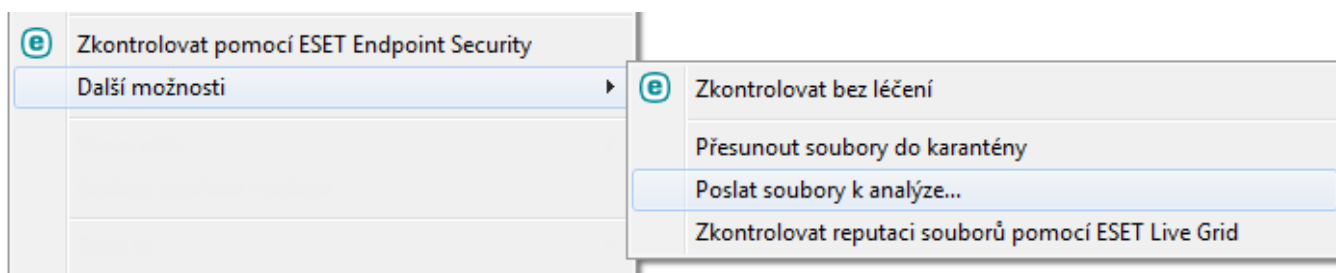 Zkontrolovat pomocí ESET Endpoint Security
Další možnosti
Zkontrolovat bez léčení
Přesunout soubory do karantény
Poslat soubory k analýze...
Zkontrolovat reputaci souborů pomocí ESET Live Grid